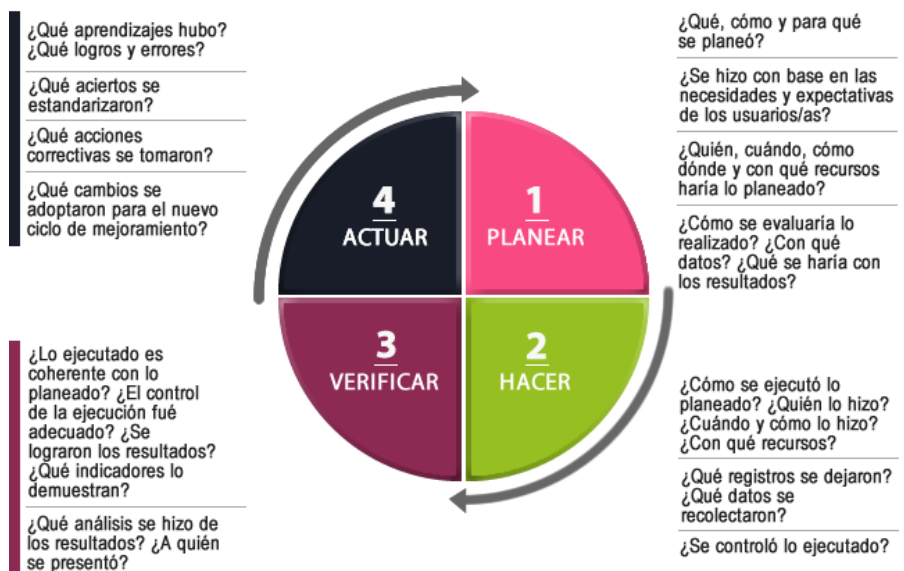 ¿Qué aprendizajes hubo?
¿Qué logros y errores?
¿Qué aciertos se
estandarizaron?
¿Qué acciones
correctivas se tomaron?
¿Qué cambios se
adoptaron para el nuevo
ciclo de mejoramiento?
4
ACTUAR
1
PLANEAR
¿Qué, cómo y para qué
se planeó?
¿Se hizo con base en las
necesidades y expectativas
de los usuarios/as?
¿Quién, cuándo, cómo
dónde y con qué recursos
haría lo planeado?
¿Cómo se evaluaría lo
realizado? ¿Con qué
datos? ¿Qué se haría con
los resultados?
¿Lo ejecutado es
coherente con lo
planeado? ¿El control
de la ejecución fué
adecuado? ¿Se
lograron los resultados?
¿Qué indicadores lo
demuestran?
¿Qué análisis se hizo de
los resultados? ¿A quién
se presentó?
3
VERIFICAR
2
HACER
¿Cómo se ejecutó lo
planeado? ¿Quién lo hizo?
¿Cuándo y cómo lo hizo?
¿Con qué recursos?
¿Qué registros se dejaron?
¿Qué datos se
recolectaron?
¿Se controló lo ejecutado?